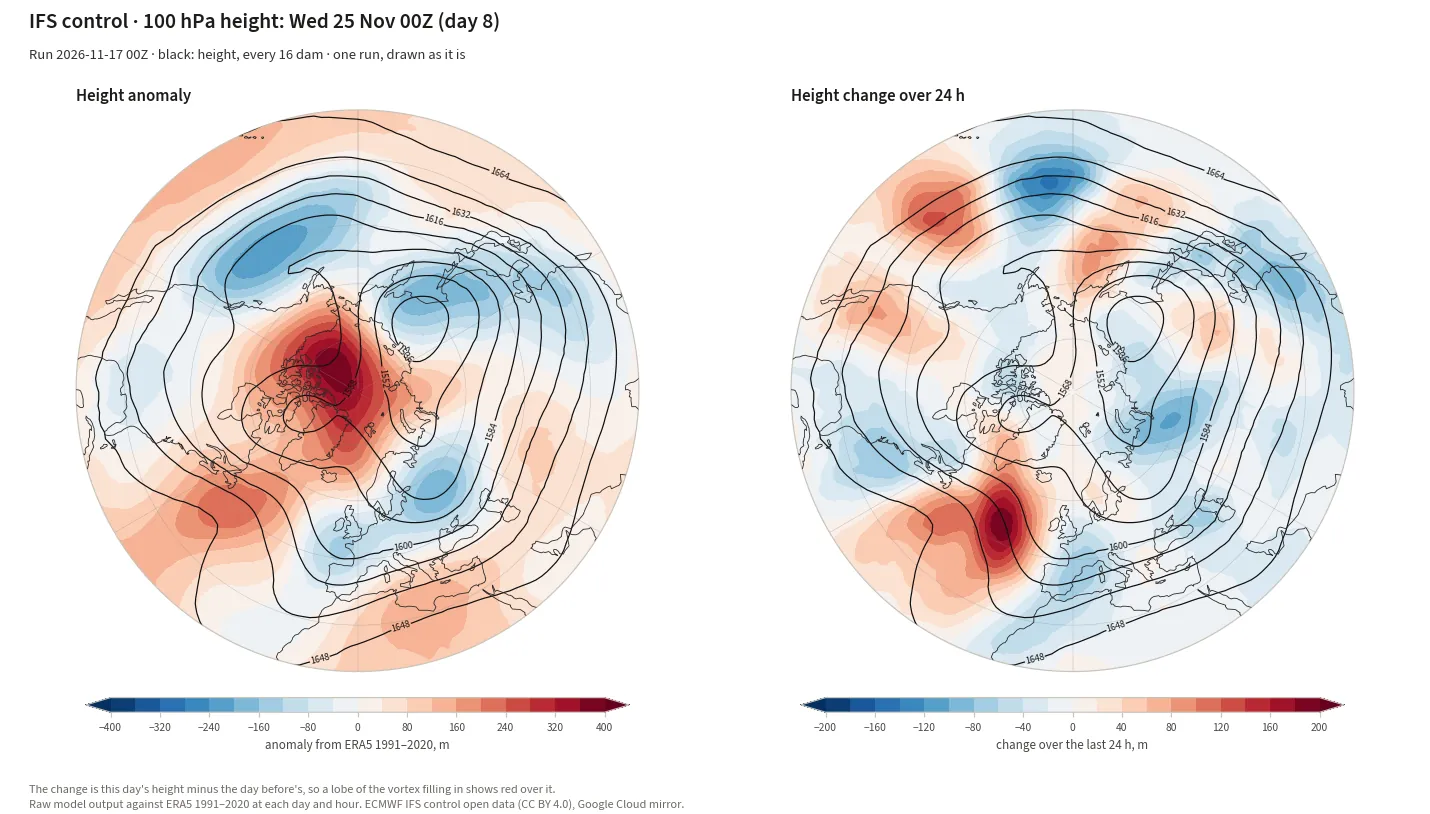 IFS control · 100 hPa height: Wed 25 Nov 00Z (day 8)
Run 2026-11-17 00Z · black: height, every 16 dam · one run, drawn as it is
Height anomaly
Height change over 24 h
1664
1632
1616
1552
1568
1584
1600
1648
1648
1664
1632
1616
1552
1568
1584
1600
1648
1648
−400 −320 −240 −160 −80 0 80 160 240 320 400
anomaly from ERA5 1991–2020, m
−200 −160 −120 −80 −40 0 40 80 120 160 200
change over the last 24 h, m
The change is this day's height minus the day before's, so a lobe of the vortex filling in shows red over it.
Raw model output against ERA5 1991–2020 at each day and hour. ECMWF IFS control open data (CC BY 4.0), Google Cloud mirror.